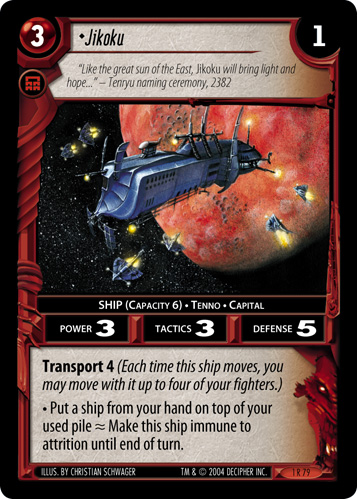 3 •Jikoku 1
"Like the great sun of the East, Jikoku will bring light and
hope..." – Tenryu naming ceremony, 2382
SHIP (CAPACITY 6) • TENNO • CAPITAL
POWER 3 TACTICS 3 DEFENSE 5
Transport 4 (Each time this ship moves, you
may move with it up to four of your fighters.)
• Put a ship from your hand on top of your
used pile ≈ Make this ship immune to
attrition until end of turn.
ILLUS. BY CHRISTIAN SCHWAGER TM & © 2004 DECIPHER INC. 1 R 79